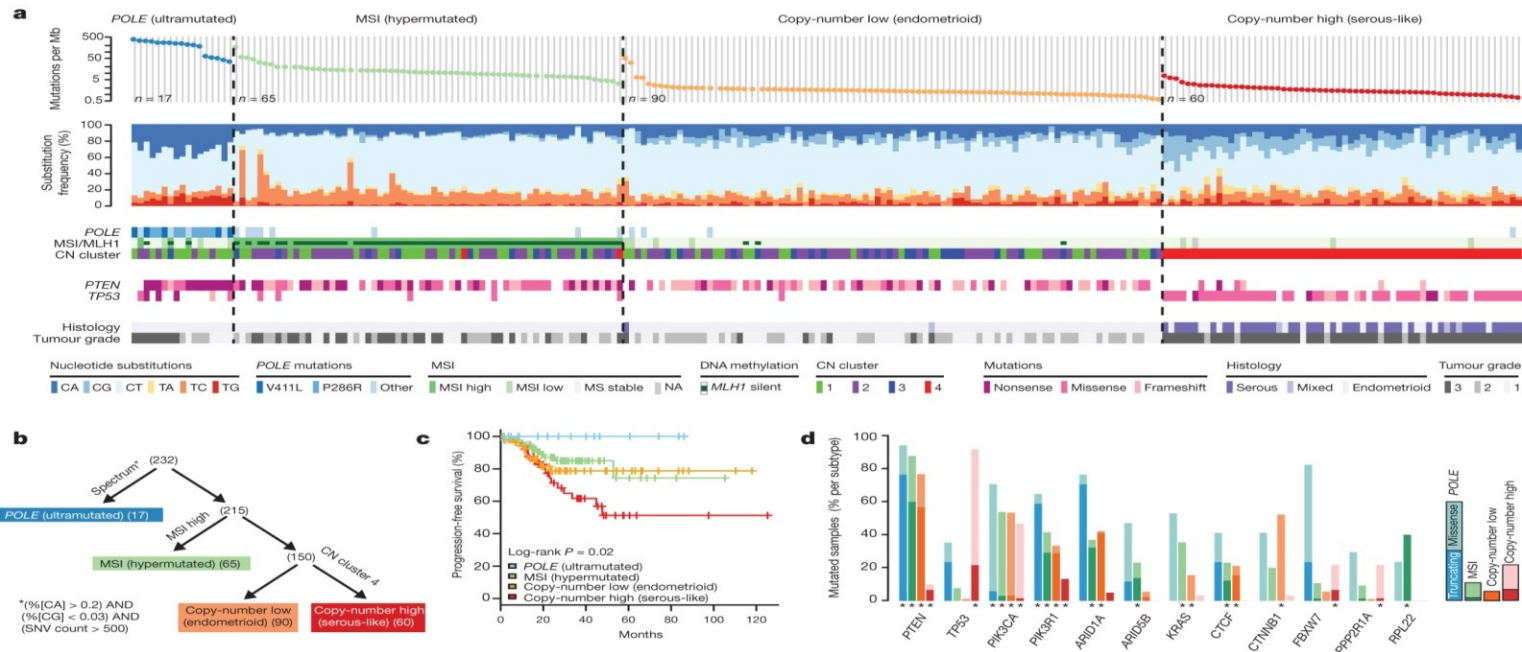 a
POLE (ultramutated) MSI (hypermutated) Copy-number low (endometrioid) Copy-number high (serous-like)
Mutations per Mb
500
50
5
0.5
n = 17 n = 65 n = 90 n = 60
Substitution
frequency (%)
100
80
60
40
20
0
POLE
MSI/MLH1
CN cluster
PTEN
TP53
Histology
Tumour grade
Nucleotide substitutions
CA CG CT TA TC TG
POLE mutations
V411L P286R Other
MSI
MSI high MSI low MS stable NA
DNA methylation
MLH1 silent
CN cluster
1 2 3 4
Mutations
Nonsense Missense Frameshift
Histology
Serous Mixed Endometrioid
Tumour grade
3 2 1
b
(232)
Spectrum*
POLE (ultramutated) (17)
(215)
MSI high
MSI (hypermutated) (65)
(150)
CN cluster 4
Copy-number low
(endometrioid) (90)
Copy-number high
(serous-like) (60)
*(%[CA] > 0.2) AND
(%[CG] < 0.03) AND
(SNV count > 500)
c
Progression-free survival (%)
100
80
60
40
20
0
Log-rank P = 0.02
POLE (ultramutated)
MSI (hypermutated)
Copy-number low (endometrioid)
Copy-number high (serous-like)
0 20 40 60 80 100 120
Months
d
Mutated samples (% per subtype)
100
80
60
40
20
0
* * * * * * * * * * * * * * * * * * * * * *
PTEN
TP53
PIK3CA
PIK3R1
ARID1A
ARID5B
KRAS
CTCF
CTNNB1
FBXW7
PPP2R1A
RPL22
Truncating Missense
POLE
MSI
Copy-number low
Copy-number high